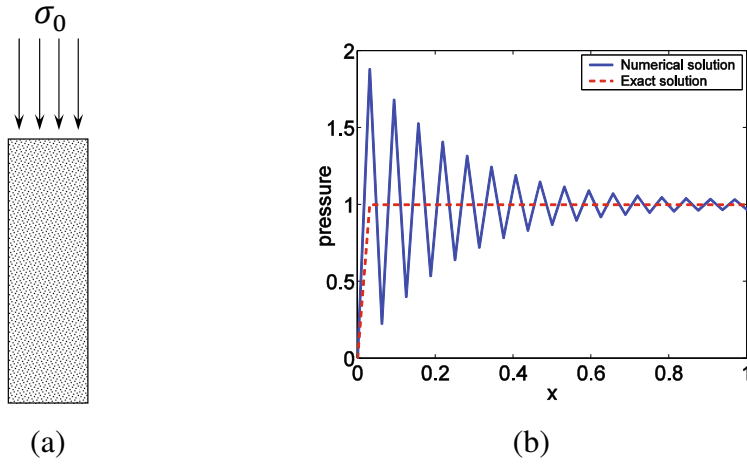 σ₀
(a)
2
1.5
1
0.5
0
pressure
Numerical solution
Exact solution
0 0.2 0.4 0.6 0.8 1
x
(b)